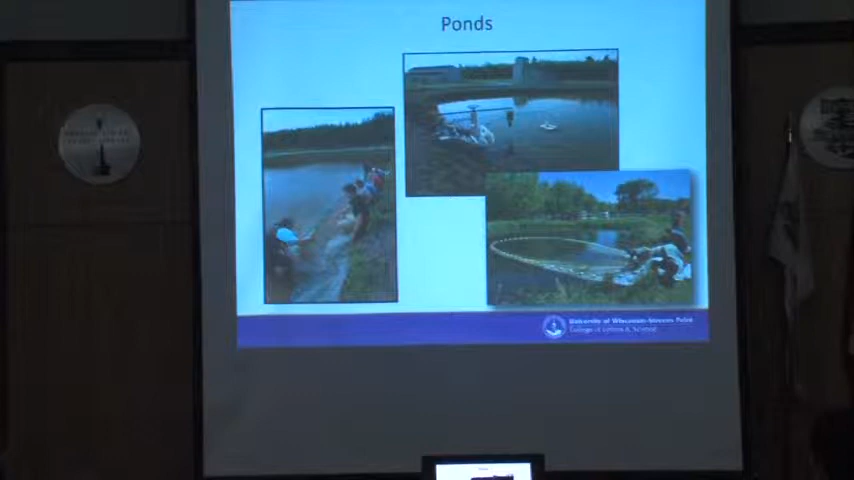 Ponds
University of Wisconsin-Stevens Point
College of Letters & Science